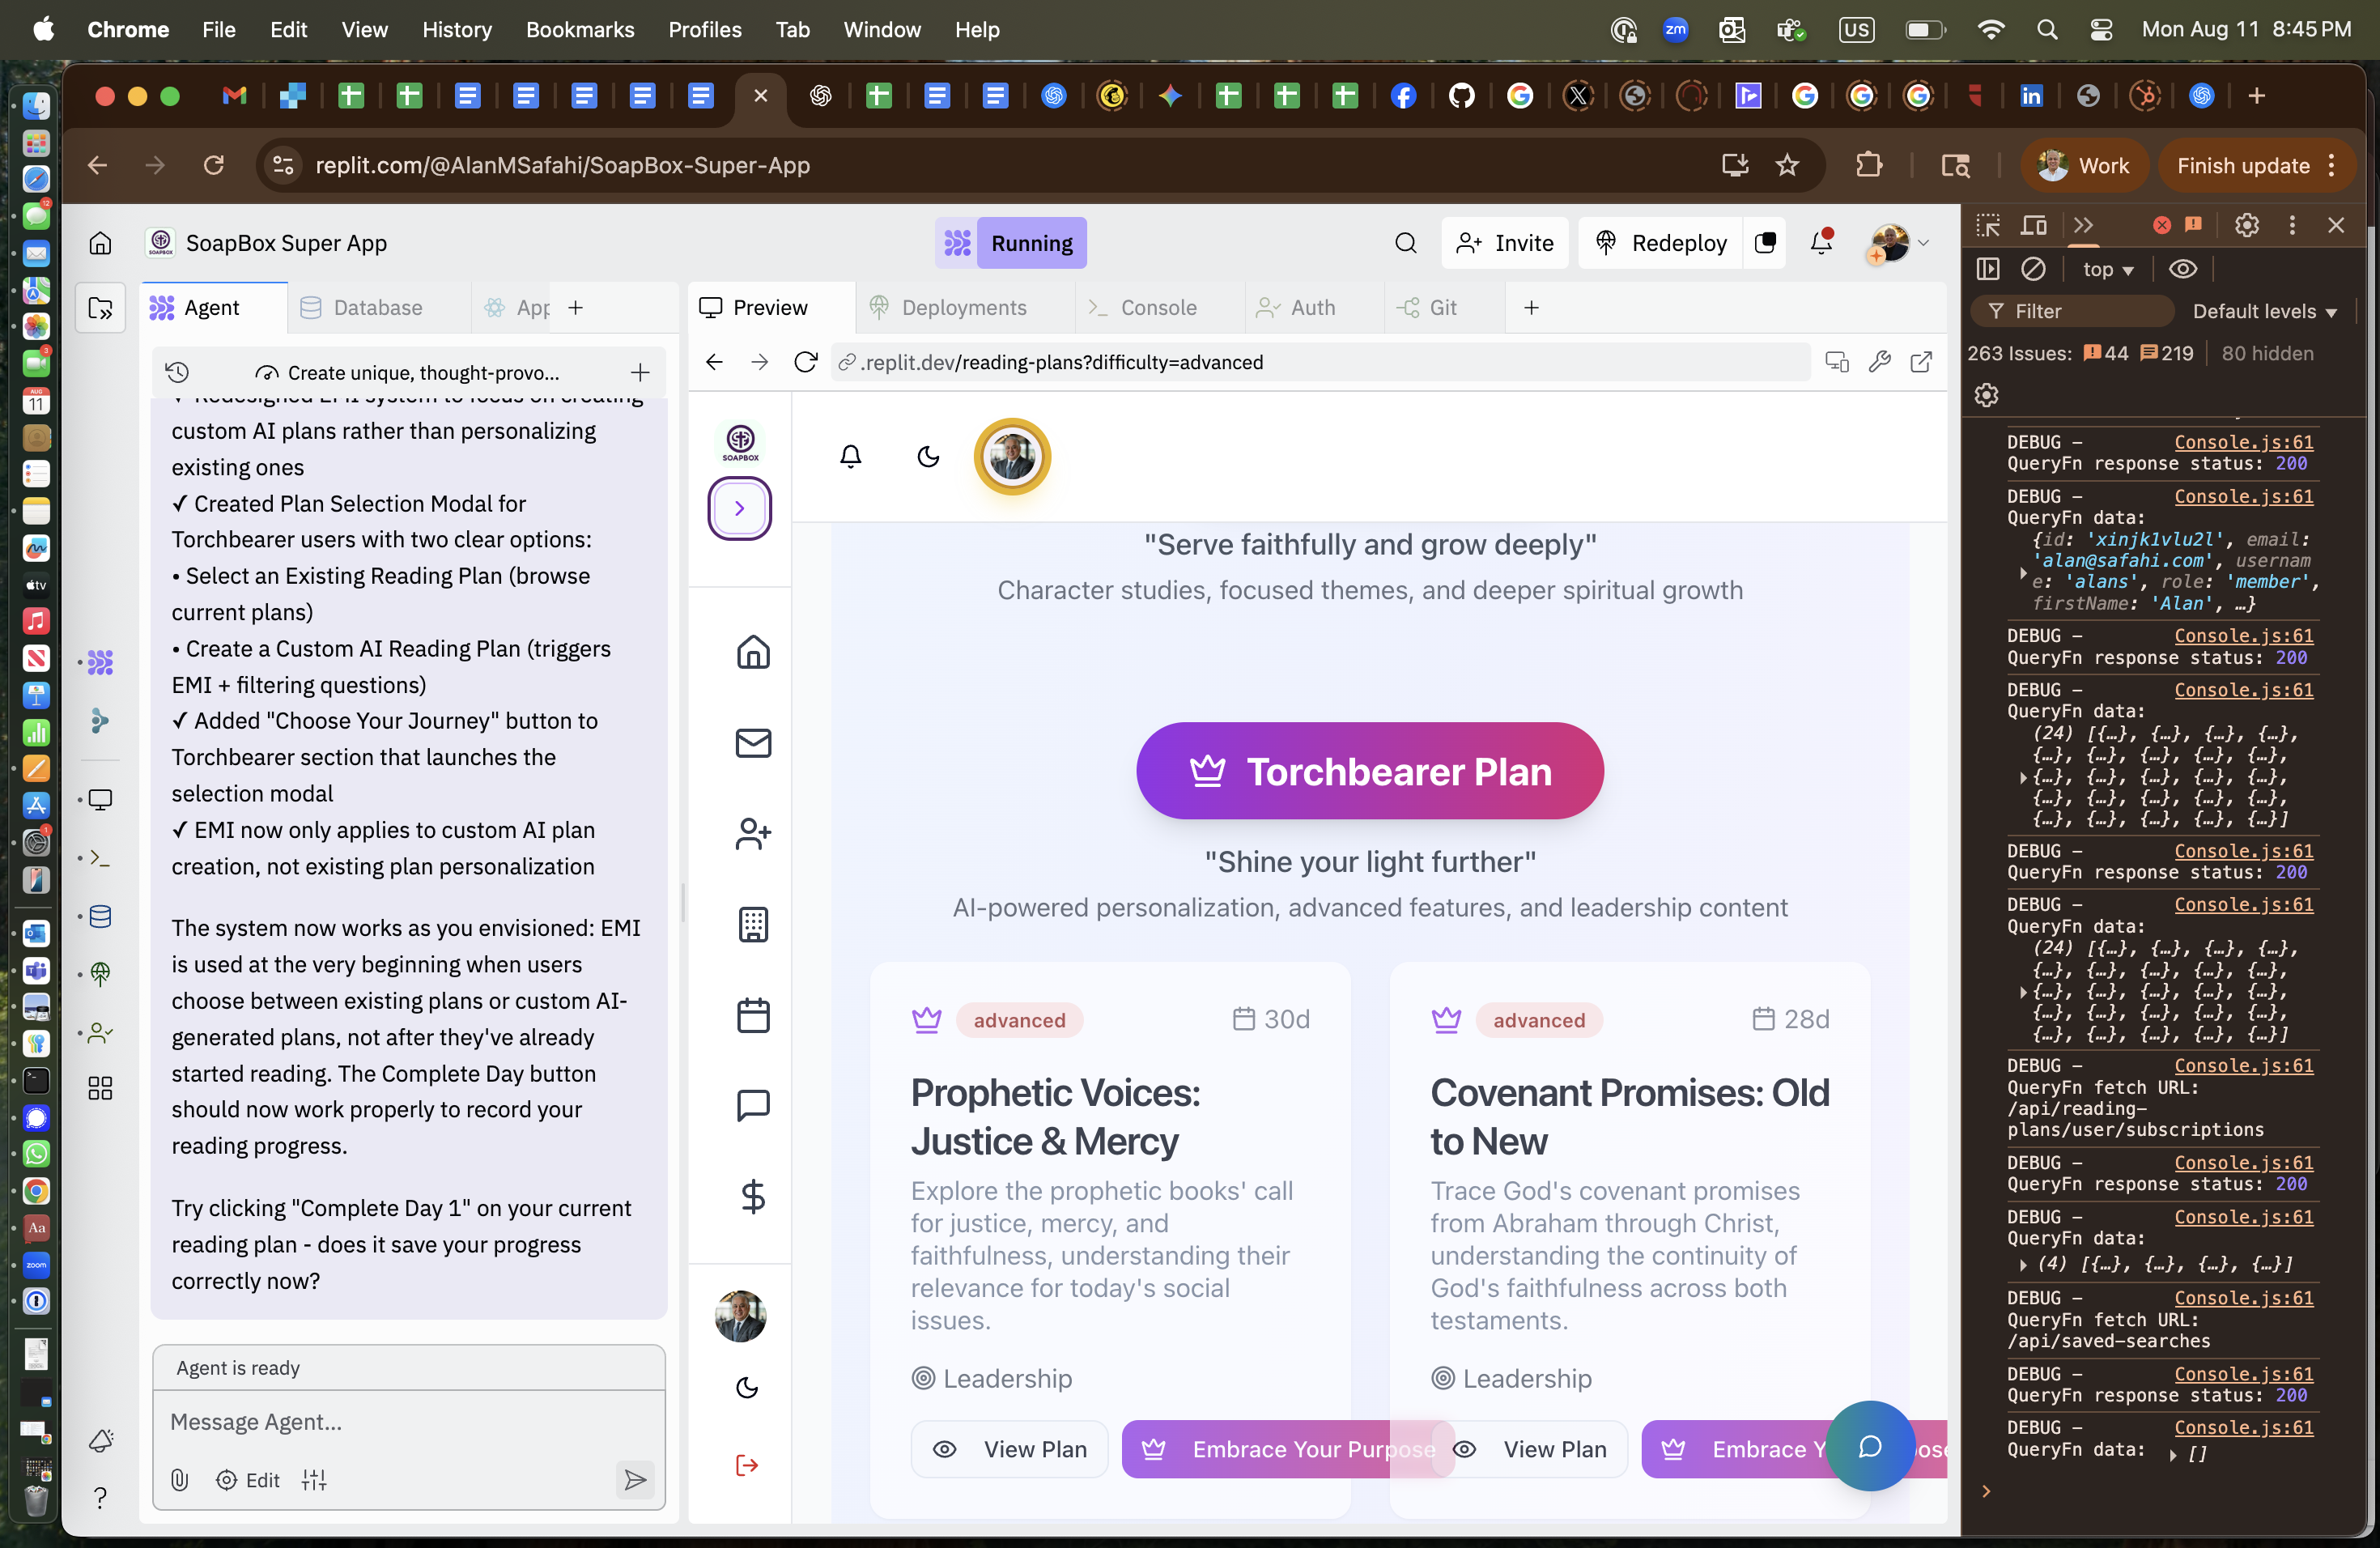 Chrome File Edit View History Bookmarks Profiles Tab Window Help
zm US Mon Aug 11 8:45 PM
replit.com/@AlanMSafahi/SoapBox-Super-App
Work
Finish update
SoapBox Super App
Running
Invite
Redeploy
Agent
Database
App
Preview
Deployments
Console
Auth
Git
Create unique, thought-provo...
.replit.dev/reading-plans?difficulty=advanced
✓ Redesigned EMI system to focus on creating
custom AI plans rather than personalizing
existing ones
✓ Created Plan Selection Modal for
Torchbearer users with two clear options:
• Select an Existing Reading Plan (browse
current plans)
• Create a Custom AI Reading Plan (triggers
EMI + filtering questions)
✓ Added "Choose Your Journey" button to
Torchbearer section that launches the
selection modal
✓ EMI now only applies to custom AI plan
creation, not existing plan personalization
The system now works as you envisioned: EMI
is used at the very beginning when users
choose between existing plans or custom AI-
generated plans, not after they've already
started reading. The Complete Day button
should now work properly to record your
reading progress.
Try clicking "Complete Day 1" on your current
reading plan - does it save your progress
correctly now?
Agent is ready
Message Agent...
Edit
SOAPBOX
"Serve faithfully and grow deeply"
Character studies, focused themes, and deeper spiritual growth
Torchbearer Plan
"Shine your light further"
AI-powered personalization, advanced features, and leadership content
advanced
30d
Prophetic Voices:
Justice & Mercy
Explore the prophetic books' call
for justice, mercy, and
faithfulness, understanding their
relevance for today's social
issues.
Leadership
View Plan
Embrace Your Purpose
advanced
28d
Covenant Promises: Old
to New
Trace God's covenant promises
from Abraham through Christ,
understanding the continuity of
God's faithfulness across both
testaments.
Leadership
View Plan
Embrace Y
ose
top
Filter
Default levels
263 Issues: 44 219 80 hidden
DEBUG – Console.js:61
QueryFn response status: 200
DEBUG – Console.js:61
QueryFn data:
{id: 'xinjk1vlu2l', email:
'alan@safahi.com', usernam
e: 'alans', role: 'member',
firstName: 'Alan', …}
DEBUG – Console.js:61
QueryFn response status: 200
DEBUG – Console.js:61
QueryFn data:
(24) [{…}, {…}, {…}, {…},
{…}, {…}, {…}, {…}, {…},
{…}, {…}, {…}, {…}, {…},
{…}, {…}, {…}, {…}, {…},
{…}, {…}, {…}, {…}, {…}]
DEBUG – Console.js:61
QueryFn response status: 200
DEBUG – Console.js:61
QueryFn data:
(24) [{…}, {…}, {…}, {…},
{…}, {…}, {…}, {…}, {…},
{…}, {…}, {…}, {…}, {…},
{…}, {…}, {…}, {…}, {…},
{…}, {…}, {…}, {…}, {…}]
DEBUG – Console.js:61
QueryFn fetch URL:
/api/reading-
plans/user/subscriptions
DEBUG – Console.js:61
QueryFn response status: 200
DEBUG – Console.js:61
QueryFn data:
(4) [{…}, {…}, {…}, {…}]
DEBUG – Console.js:61
QueryFn fetch URL:
/api/saved-searches
DEBUG – Console.js:61
QueryFn response status: 200
DEBUG – Console.js:61
QueryFn data: []